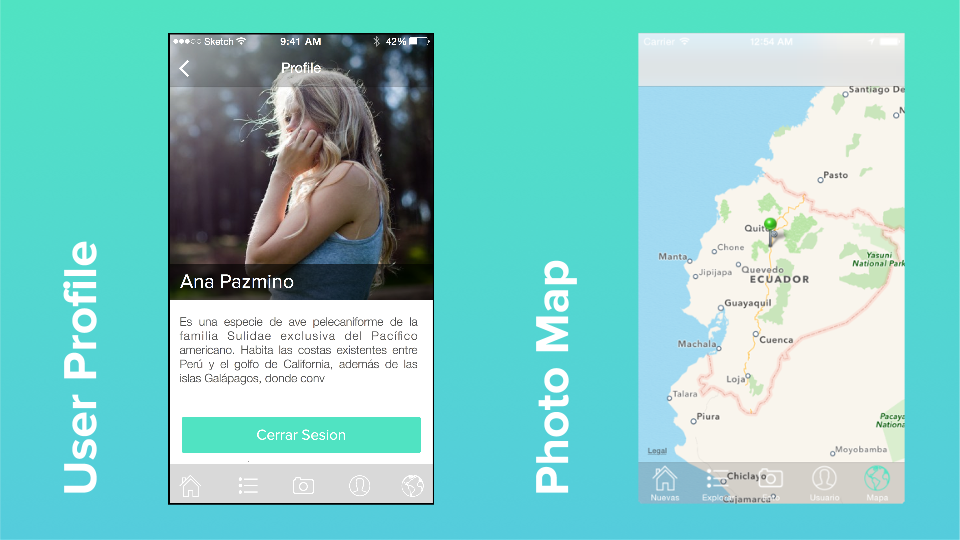 User Profile
Sketch 9:41 AM 42%
Profile
Ana Pazmino
Es una especie de ave pelecaniforme de la
familia Sulidae exclusiva del Pacífico
americano. Habita las costas existentes entre
Perú y el golfo de California, además de las
islas Galápagos, donde conv
Cerrar Sesion
Photo Map
Carrier 12:54 AM
Santiago De
N
Pasto
Quito
Chone
Manta
Yasuni
National Park
Jipijapa
Quevedo
ECUADOR
Guayaquil
Cuenca
Machala
Loja
Talara
Piura
Pacaya
Nationa
Moyobamba
Legal
Chiclayo
Cajamarca
Nuevas Explorar Foto Usuario Mapa